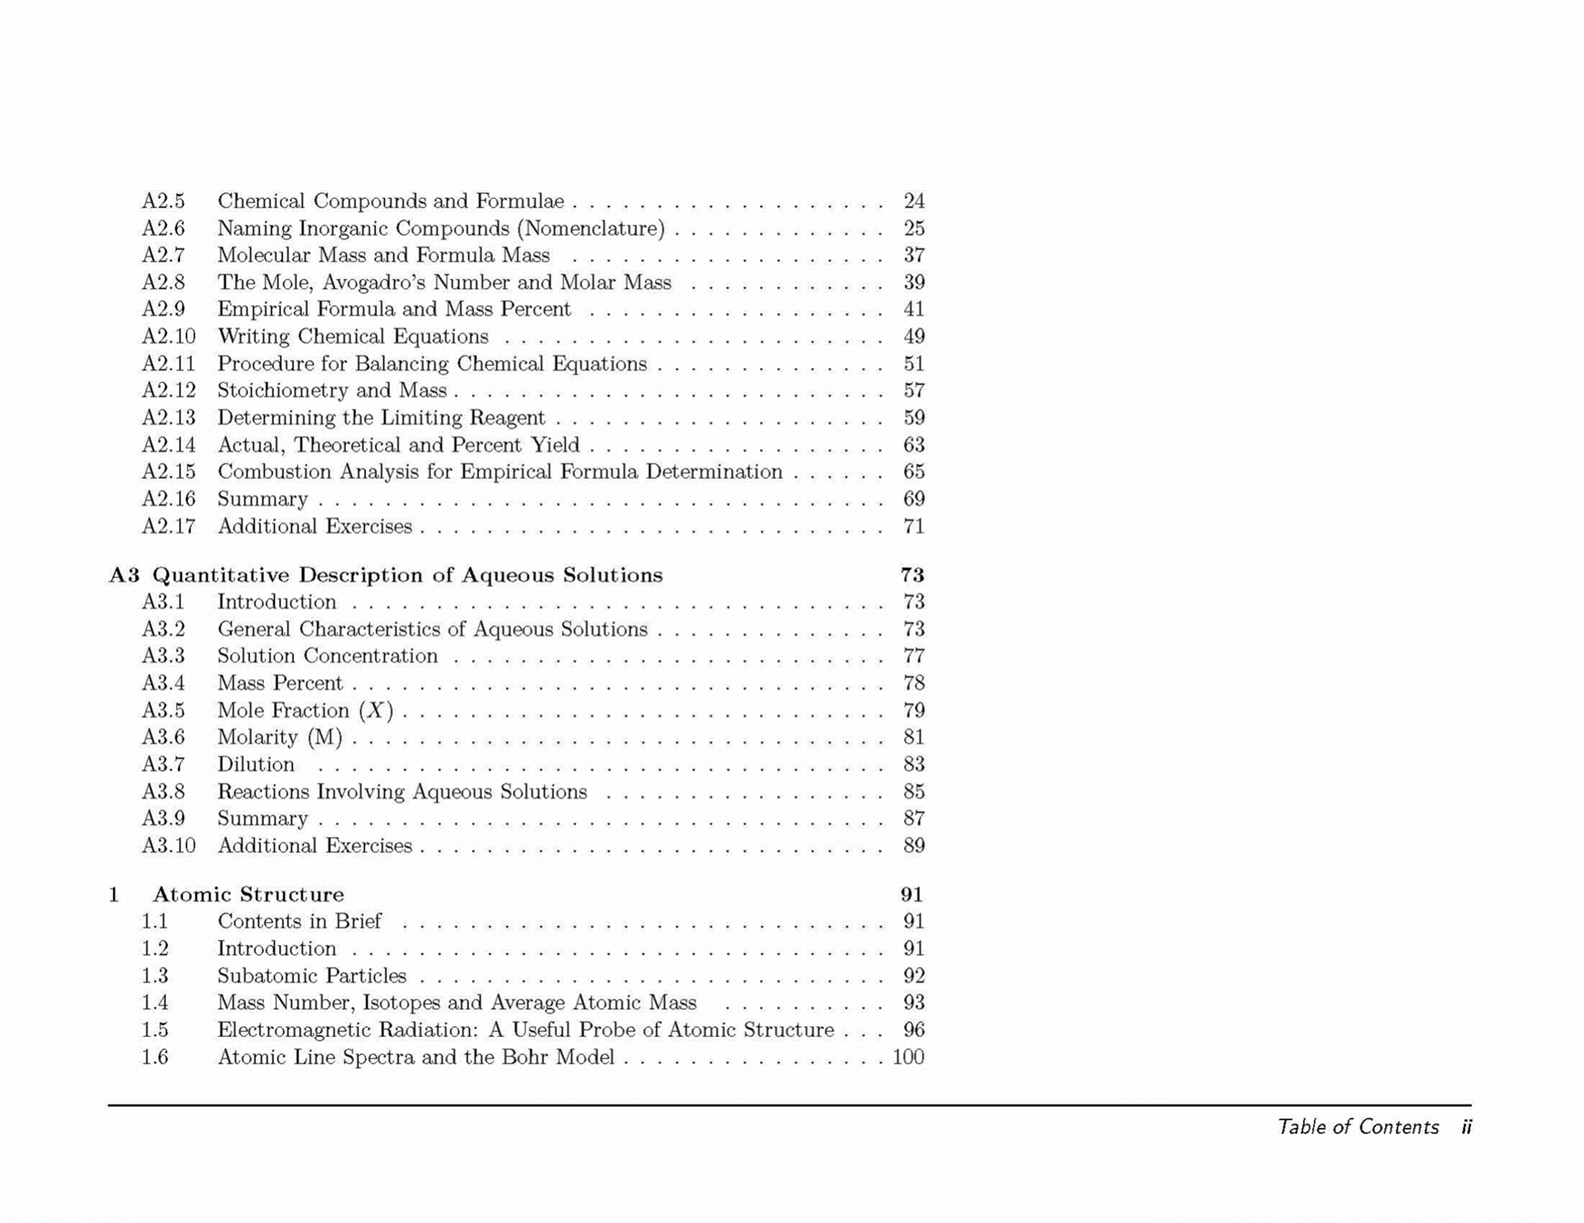 A2.5 Chemical Compounds and Formulae . . . . . . . . . . . . . . . . . . . 24
A2.6 Naming Inorganic Compounds (Nomenclature) . . . . . . . . . . . . . 25
A2.7 Molecular Mass and Formula Mass . . . . . . . . . . . . . . . . . . . 37
A2.8 The Mole, Avogadro's Number and Molar Mass . . . . . . . . . . . . 39
A2.9 Empirical Formula and Mass Percent . . . . . . . . . . . . . . . . . . 41
A2.10 Writing Chemical Equations . . . . . . . . . . . . . . . . . . . . . . . 49
A2.11 Procedure for Balancing Chemical Equations . . . . . . . . . . . . . . 51
A2.12 Stoichiometry and Mass . . . . . . . . . . . . . . . . . . . . . . . . . . 57
A2.13 Determining the Limiting Reagent . . . . . . . . . . . . . . . . . . . . 59
A2.14 Actual, Theoretical and Percent Yield . . . . . . . . . . . . . . . . . . 63
A2.15 Combustion Analysis for Empirical Formula Determination . . . . . . 65
A2.16 Summary . . . . . . . . . . . . . . . . . . . . . . . . . . . . . . . . . . 69
A2.17 Additional Exercises . . . . . . . . . . . . . . . . . . . . . . . . . . . . 71
A3 Quantitative Description of Aqueous Solutions 73
A3.1 Introduction . . . . . . . . . . . . . . . . . . . . . . . . . . . . . . . . 73
A3.2 General Characteristics of Aqueous Solutions . . . . . . . . . . . . . . 73
A3.3 Solution Concentration . . . . . . . . . . . . . . . . . . . . . . . . . . 77
A3.4 Mass Percent . . . . . . . . . . . . . . . . . . . . . . . . . . . . . . . . 78
A3.5 Mole Fraction (X) . . . . . . . . . . . . . . . . . . . . . . . . . . . . . 79
A3.6 Molarity (M) . . . . . . . . . . . . . . . . . . . . . . . . . . . . . . . . 81
A3.7 Dilution . . . . . . . . . . . . . . . . . . . . . . . . . . . . . . . . . . 83
A3.8 Reactions Involving Aqueous Solutions . . . . . . . . . . . . . . . . . 85
A3.9 Summary . . . . . . . . . . . . . . . . . . . . . . . . . . . . . . . . . . 87
A3.10 Additional Exercises . . . . . . . . . . . . . . . . . . . . . . . . . . . . 89
1 Atomic Structure 91
1.1 Contents in Brief . . . . . . . . . . . . . . . . . . . . . . . . . . . . . 91
1.2 Introduction . . . . . . . . . . . . . . . . . . . . . . . . . . . . . . . . 91
1.3 Subatomic Particles . . . . . . . . . . . . . . . . . . . . . . . . . . . . 92
1.4 Mass Number, Isotopes and Average Atomic Mass . . . . . . . . . . 93
1.5 Electromagnetic Radiation: A Useful Probe of Atomic Structure . . . 96
1.6 Atomic Line Spectra and the Bohr Model . . . . . . . . . . . . . . . . 100
Table of Contents ii